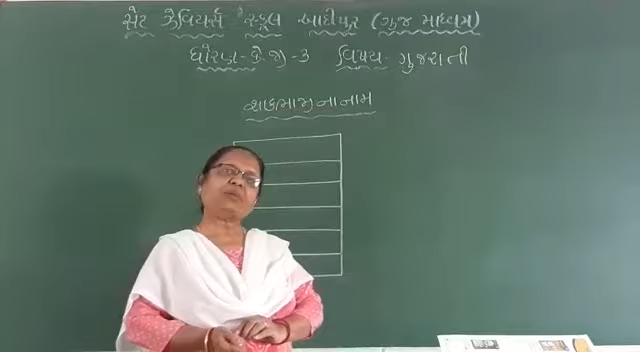 સેટ ઝેવિયર્સ સ્કૂલ આદીપુર (ગુજ માધ્યમ)
ધોરણ - કેજી - ૩ વિષય - ગુજરાતી
શાકભાજીના નામ